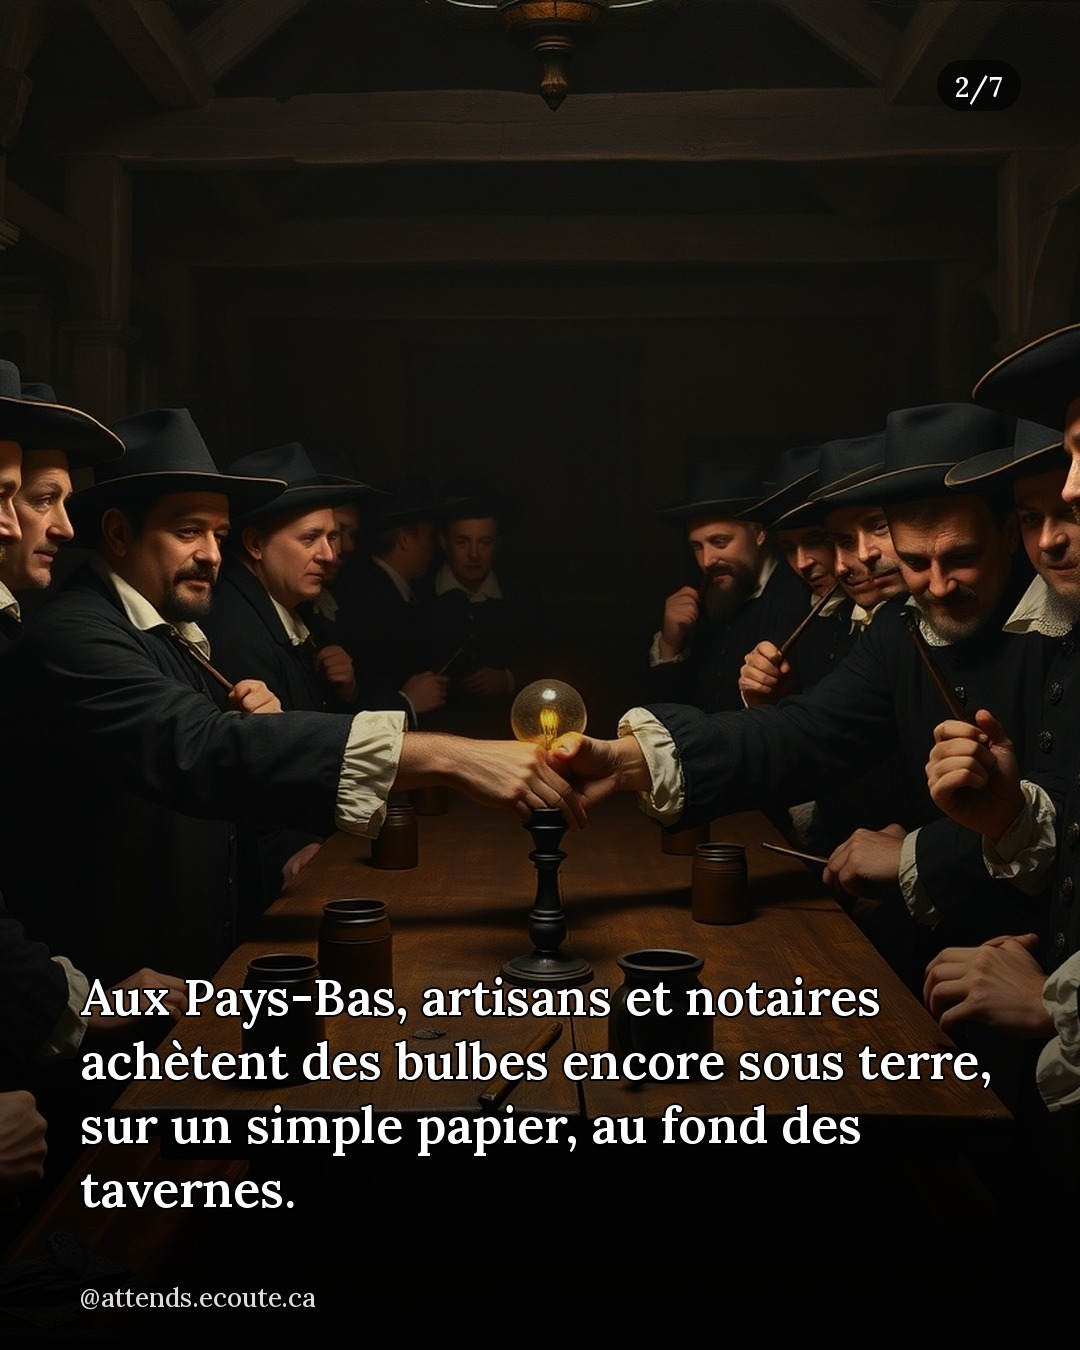 2/7
Aux Pays-Bas, artisans et notaires
achètent des bulbes encore sous terre,
sur un simple papier, au fond des
tavernes.
@attends.ecoute.ca